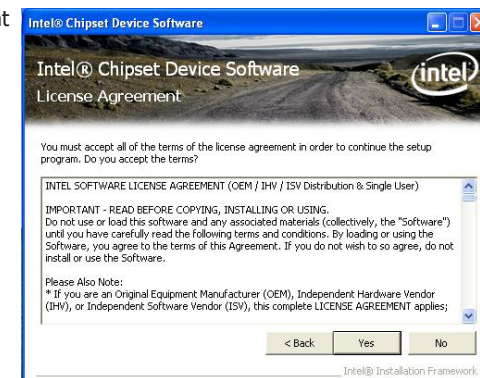 nt
Intel® Chipset Device Software
Intel® Chipset Device Software
intel
License Agreement
You must accept all of the terms of the license agreement in order to continue the setup
program. Do you accept the terms?
INTEL SOFTWARE LICENSE AGREEMENT (OEM / IHV / ISV Distribution & Single User)
IMPORTANT - READ BEFORE COPYING, INSTALLING OR USING.
Do not use or load this software and any associated materials (collectively, the "Software")
until you have carefully read the following terms and conditions. By loading or using the
Software, you agree to the terms of this Agreement. If you do not wish to so agree, do not
install or use the Software.
Please Also Note:
* If you are an Original Equipment Manufacturer (OEM), Independent Hardware Vendor
(IHV), or Independent Software Vendor (ISV), this complete LICENSE AGREEMENT applies;
< Back
Yes
No
Intel® Installation Framework